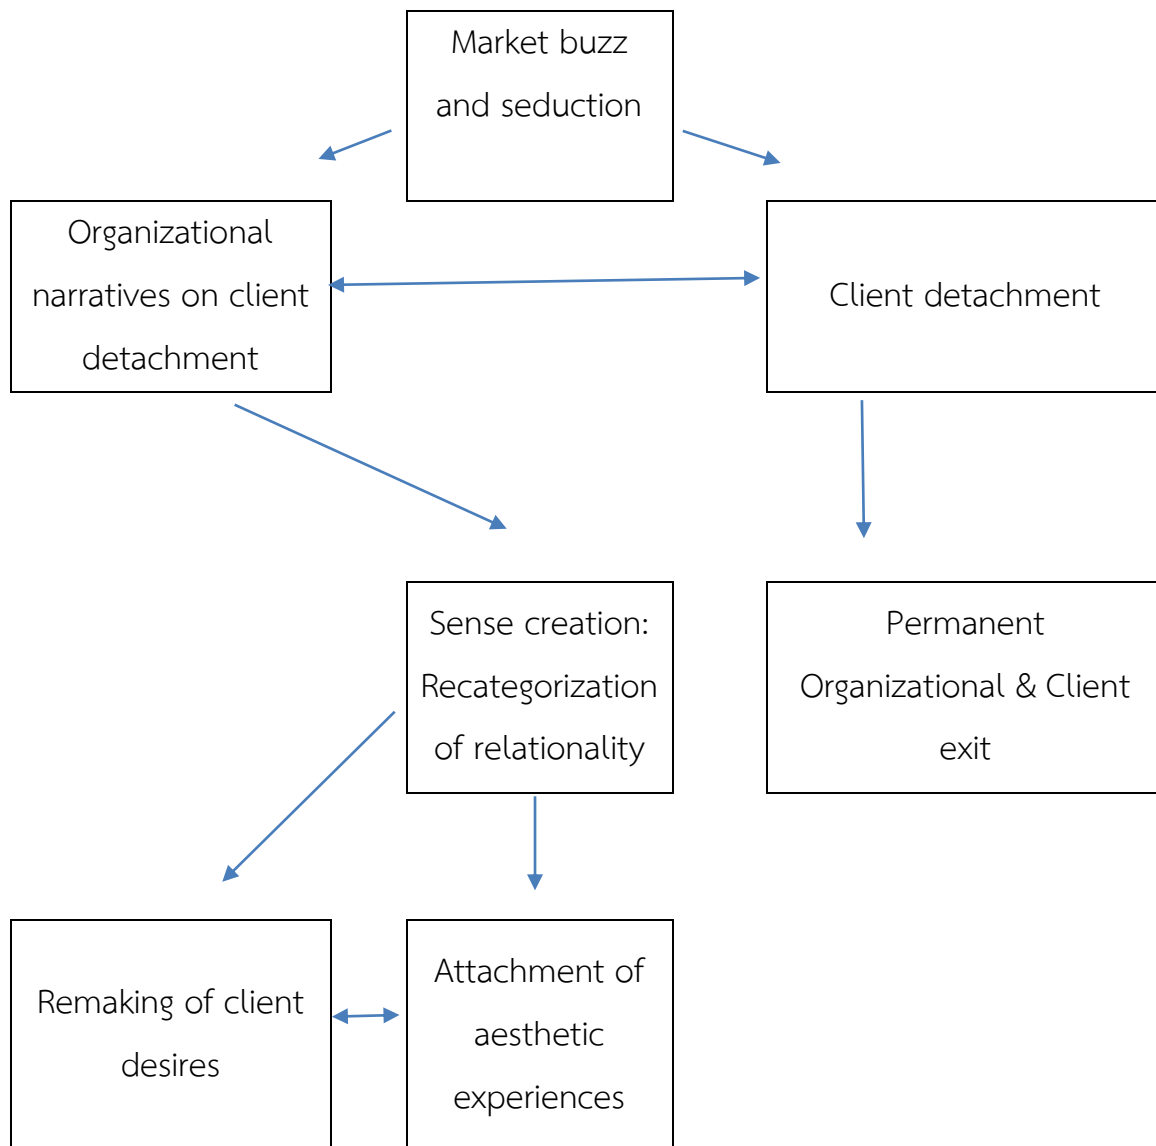 Market buzz
and seduction
Organizational
narratives on client
detachment
Client detachment
Sense creation:
Recategorization
of relationality
Permanent
Organizational & Client
exit
Remaking of client
desires
Attachment of
aesthetic
experiences